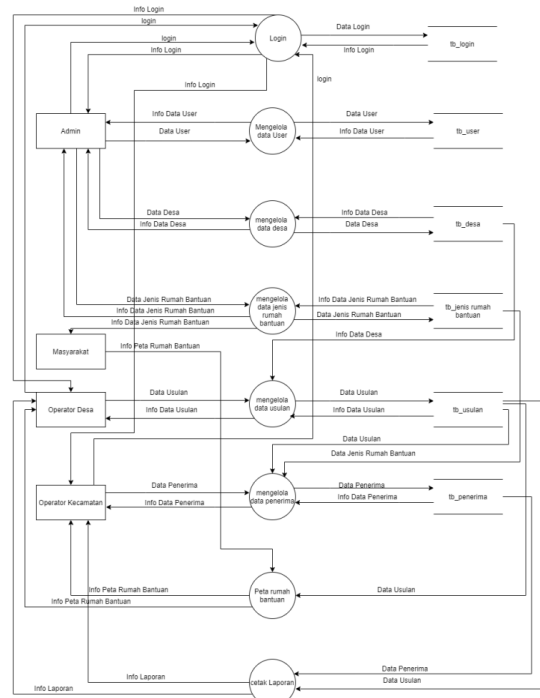 Info Login
login
login
Info Login
Login
Data Login
Info Login
tb_login
login
Info Login
Admin
Info Data User
Data User
Mengelola
data User
Data User
Info Data User
tb_user
Data Desa
Info Data Desa
mengelola
data desa
Info Data Desa
Data Desa
tb_desa
Data Jenis Rumah Bantuan
Info Data Jenis Rumah Bantuan
Info Data Jenis Rumah Bantuan
mengelola
data jenis
rumah
bantuan
Info Data Jenis Rumah Bantuan
Data Jenis Rumah Bantuan
tb_jenis rumah
bantuan
Info Data Desa
Masyarakat
Info Peta Rumah Bantuan
Operator Desa
Data Usulan
Info Data Usulan
mengelola
data usulan
Data Usulan
Info Data Usulan
tb_usulan
Data Usulan
Data Jenis Rumah Bantuan
Operator Kecamatan
Data Penerima
Info Data Penerima
mengelola
data penerima
Data Penerima
Info Data Penerima
tb_penerima
Info Peta Rumah Bantuan
Info Peta Rumah Bantuan
Peta rumah
bantuan
Data Usulan
Info Laporan
Info Laporan
cetak Laporan
Data Penerima
Data Usulan